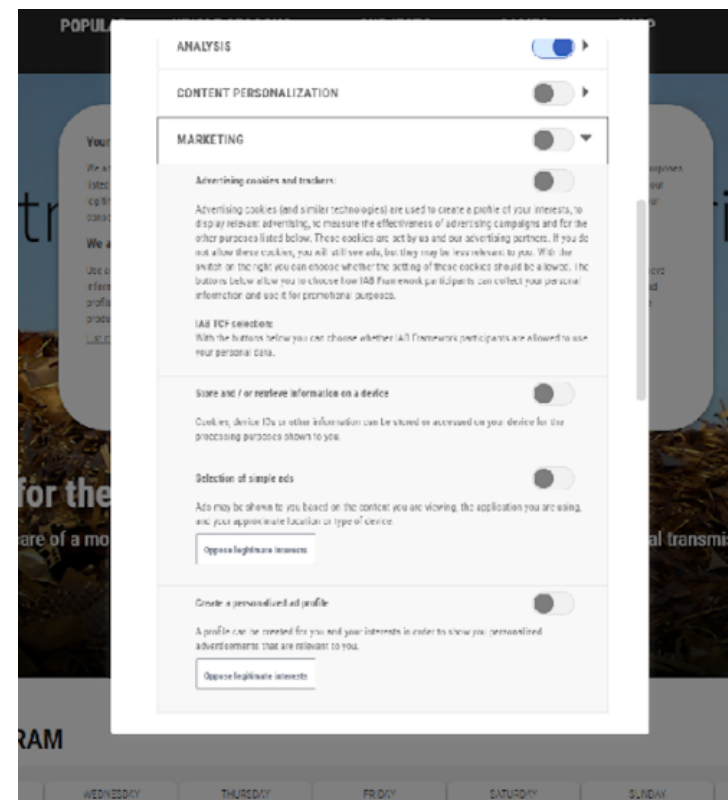 POPUL
ANALYSIS
CONTENT PERSONALIZATION
MARKETING
Your
We a
Advertising cookies and trackers:
Advertising cookies (and similar technologies) are used to create a profile of your interests, to
display relevant advertising, to measure the effectiveness of advertising campaigns and for the
other purposes listed below. These cookies are set by us and our advertising partners. If you do
not allow these cookies, you will still see ads, but they may be less relevant to you. With the
switch on the right you can choose whether the setting of these cookies should be allowed. The
buttons below allow you to choose how IAB Framework participants can collect your personal
information and use it for promotional purposes.
IAB TCF selection:
With the buttons below you can choose whether IAB Framework participants are allowed to use
your personal data.
Store and / or retrieve information on a device
Cookies, device IDs or other information can be stored or accessed on your device for the
processing purposes shown to you.
Selection of simple ads
Ads may be shown to you based on the content you are viewing, the application you are using,
and your approximate location or type of device.
Oppose legitimate interests
for the
are of a mo
al transmis
Create a personalized ad profile
A profile can be created for you and your interests in order to show you personalized
advertisements that are relevant to you.
Oppose legitimate interests
RAM
WEDNESDAY THURSDAY FRIDAY SATURDAY SUNDAY